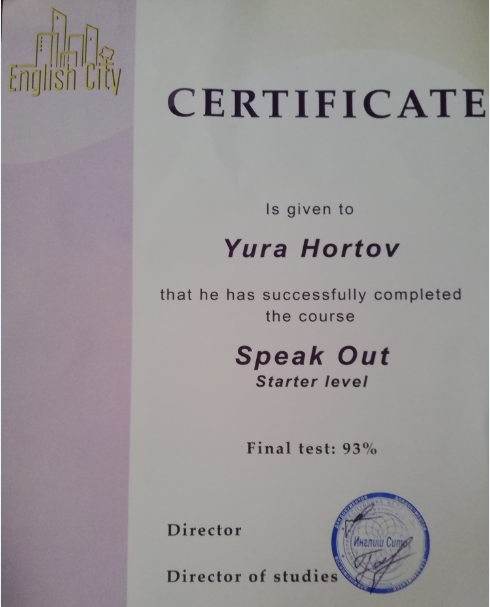 English City
CERTIFICATE
Is given to
Yura Hortov
that he has successfully completed
the course
Speak Out
Starter level
Final test: 93%
Director
Инглиш Сити
Director of studies